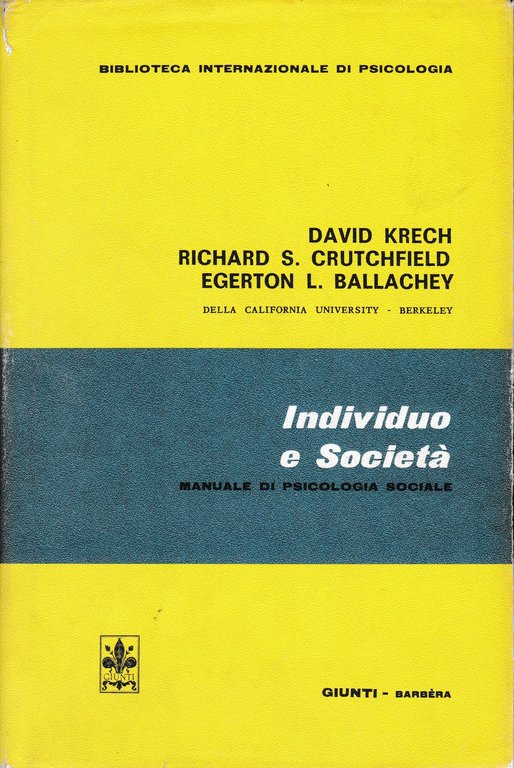 BIBLIOTECA INTERNAZIONALE DI PSICOLOGIA
DAVID KRECH
RICHARD S. CRUTCHFIELD
EGERTON L. BALLACHEY
DELLA CALIFORNIA UNIVERSITY - BERKELEY
Individuo
e Società
MANUALE DI PSICOLOGIA SOCIALE
GIUNTI
GIUNTI - BARBÈRA